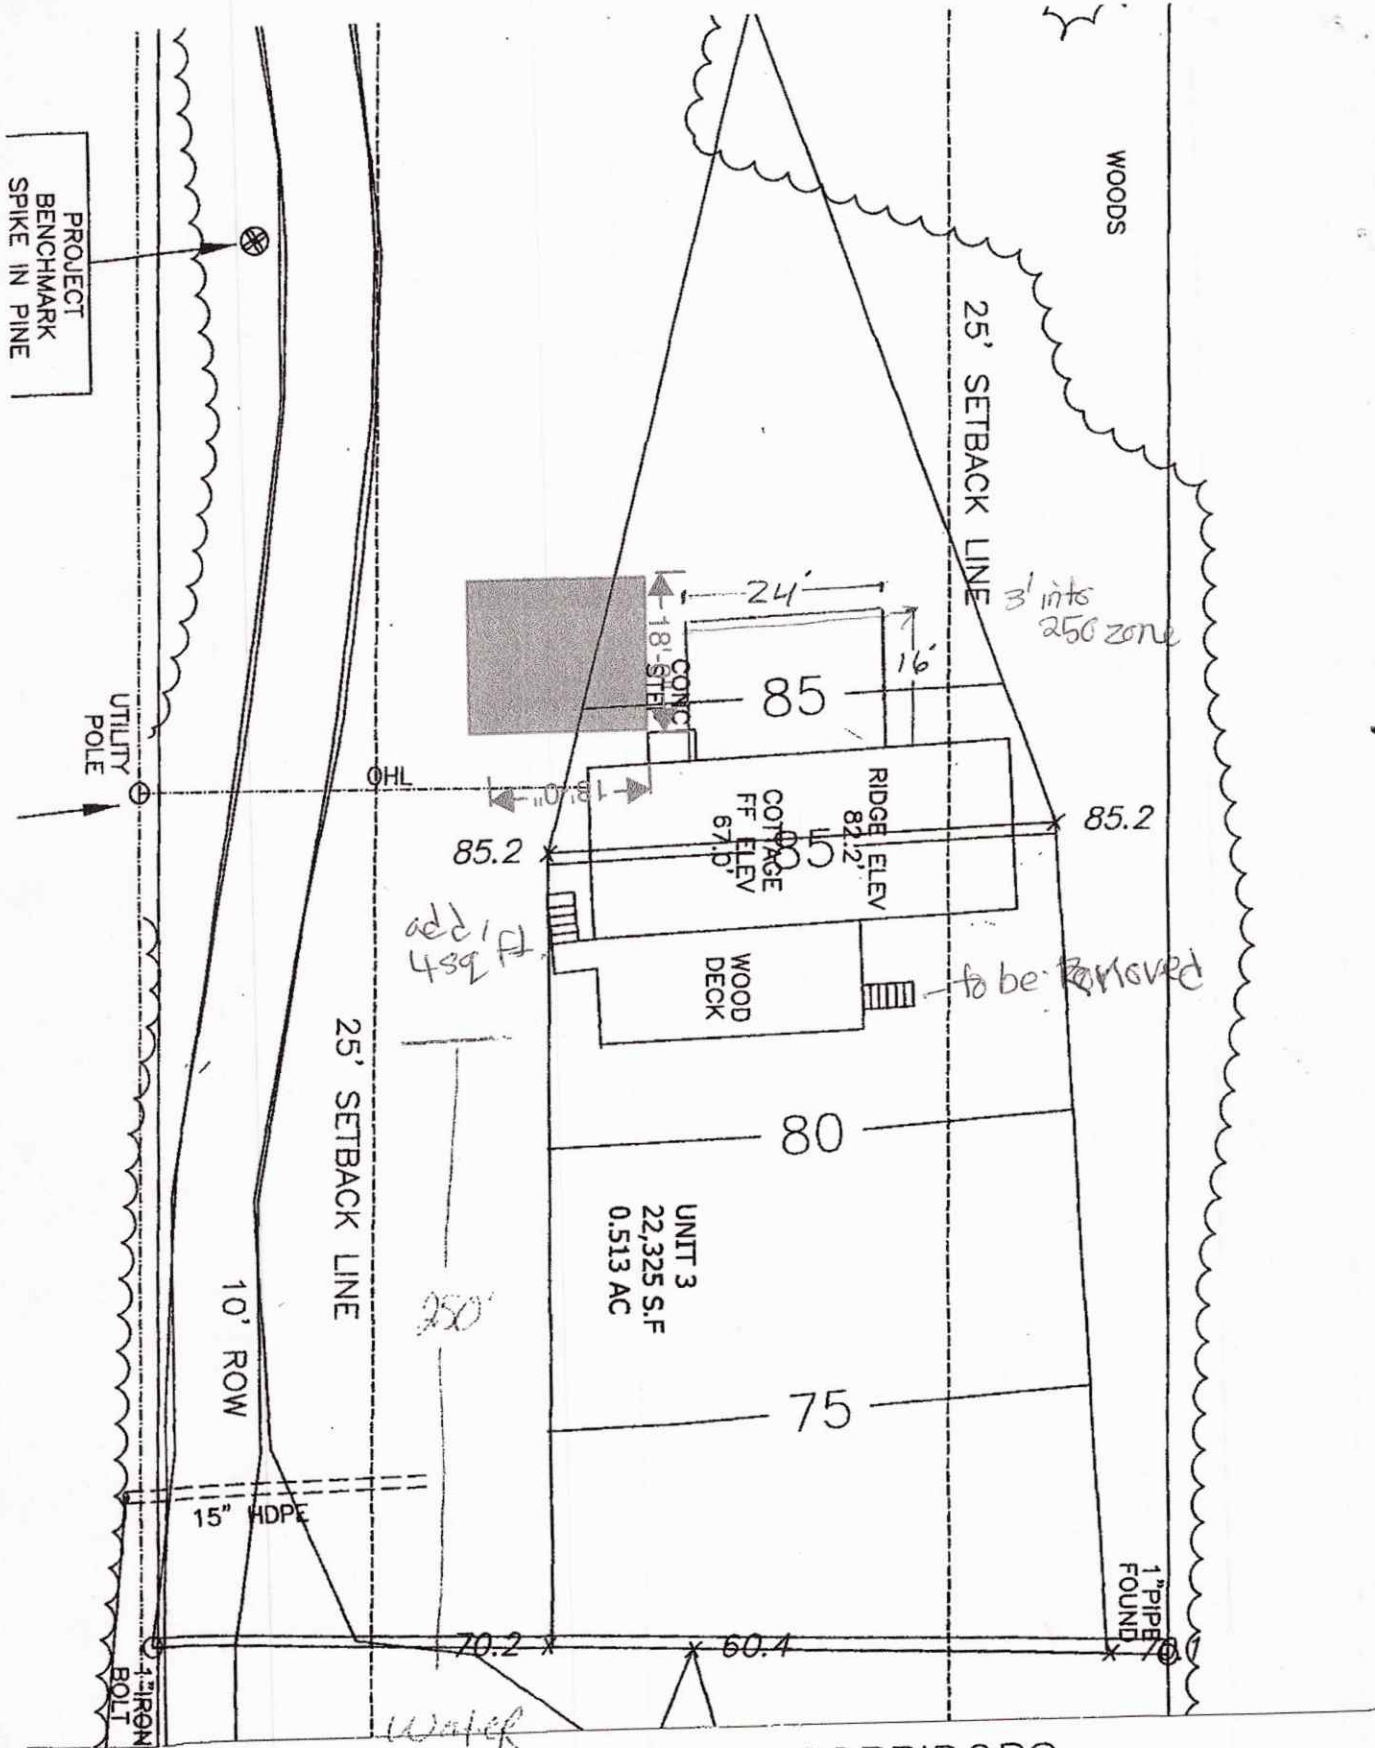 WOODS
PROJECT
BENCHMARK
SPIKE IN PINE
25' SETBACK LINE
3' into
250 zone
24'
16'
CONC
85
UTILITY
POLE
OHL
18'-0"
RIDGE ELEV
82.2'
COTTAGE
FF ELEV
67.0'
85
85.2
85.2
add 1
4sq ft.
WOOD
DECK
to be Removed
25' SETBACK LINE
80
UNIT 3
22,325 S.F
0.513 AC
250'
10' ROW
75
15" HDPE
1"PIPE
FOUND
70.2
60.4
1"IRON
BOLT
Water